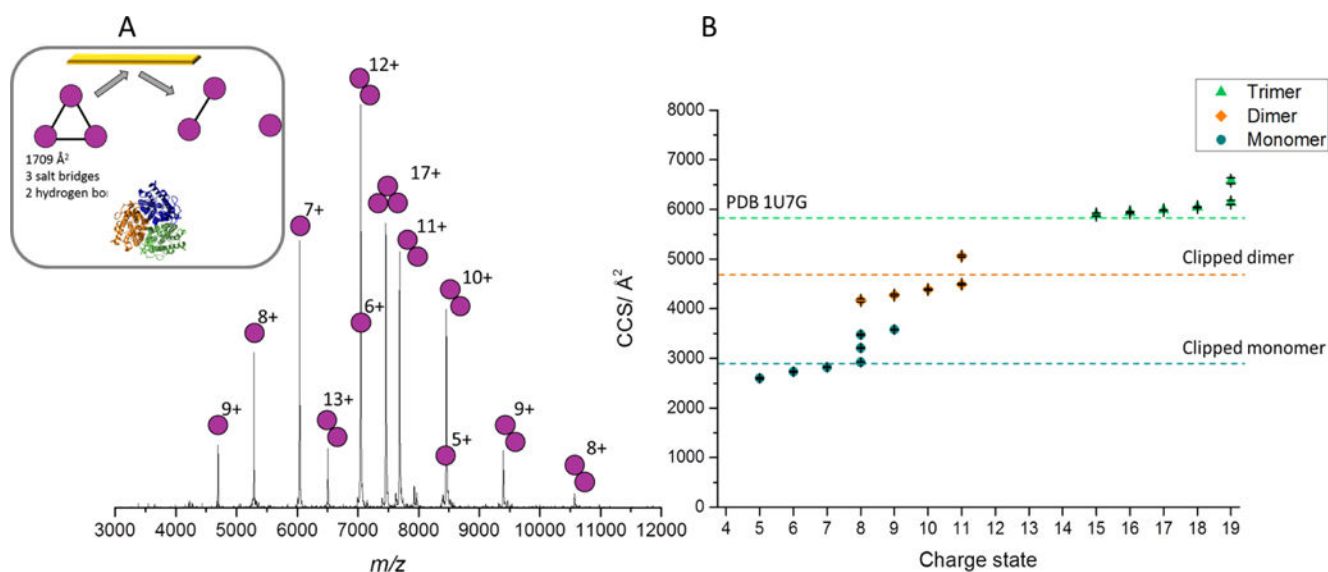 A
1709 Å²
3 salt bridges
2 hydrogen bo
9+
8+
7+
13+
12+
6+
17+
11+
10+
5+
9+
8+
3000 4000 5000 6000 7000 8000 9000 10000 11000 12000
m/z
B
Trimer
Dimer
Monomer
8000
7000
6000
5000
4000
3000
2000
1000
0
CCS/ Å²
PDB 1U7G
Clipped dimer
Clipped monomer
4 5 6 7 8 9 10 11 12 13 14 15 16 17 18 19
Charge state